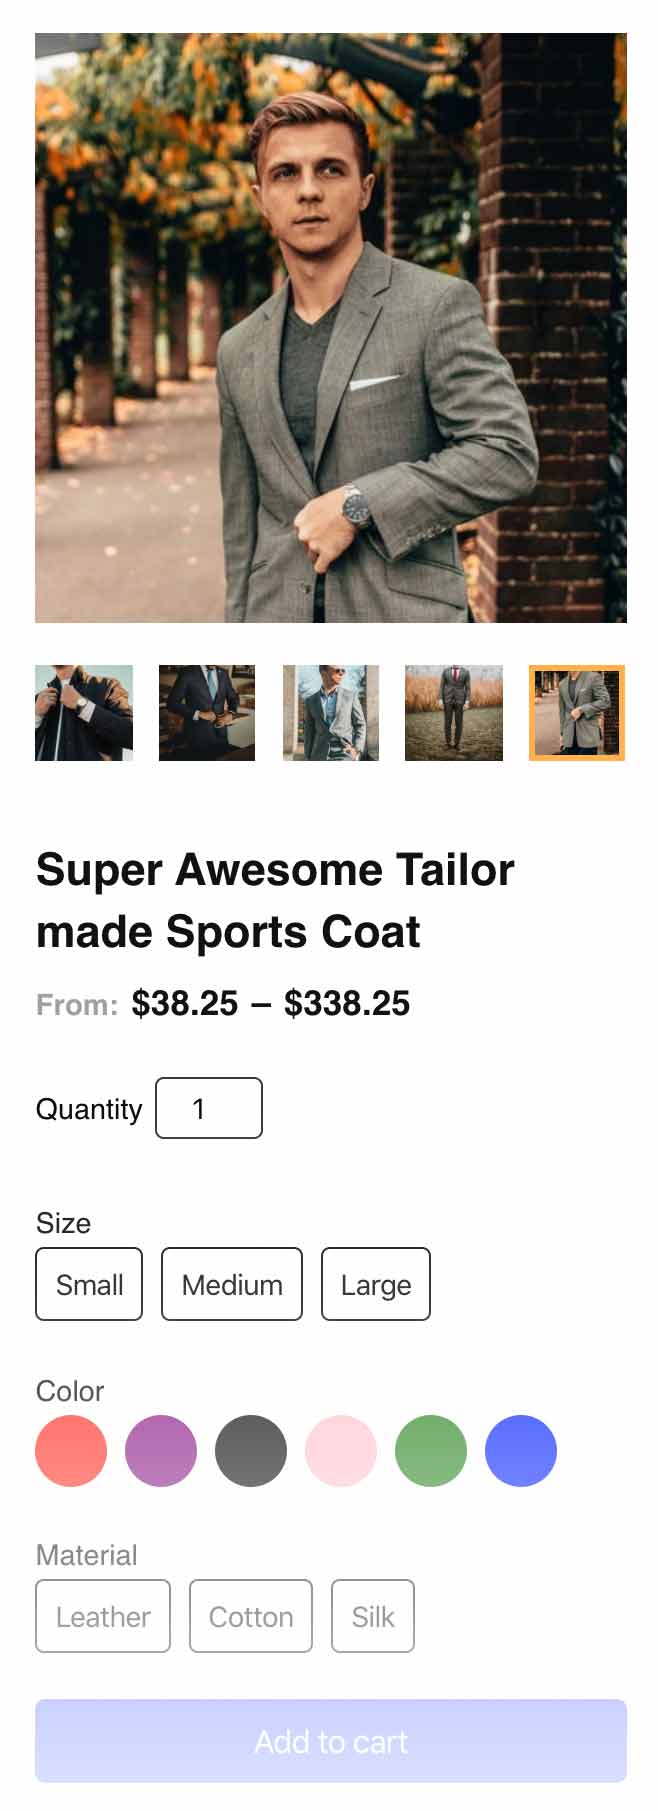 Super Awesome Tailor
made Sports Coat
From: $38.25 – $338.25
Quantity 1
Size
Small Medium Large
Color
Material
Leather Cotton Silk
Add to cart